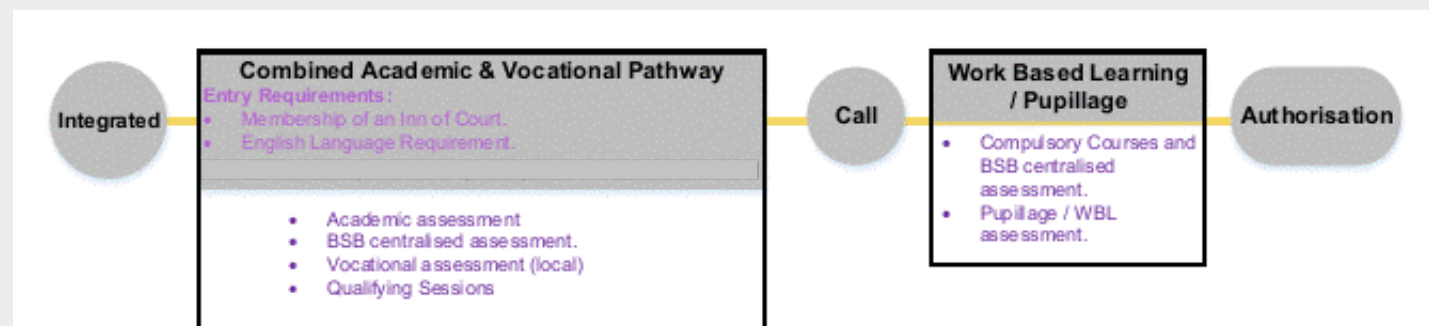 Integrated
Combined Academic & Vocational Pathway
Entry Requirements:
• Membership of an Inn of Court.
• English Language Requirement.
• Academic assessment
• BSB centralised assessment.
• Vocational assessment (local)
• Qualifying Sessions
Call
Work Based Learning
/ Pupillage
• Compulsory Courses and
BSB centralised
assessment.
• Pupillage / WBL
assessment.
Authorisation